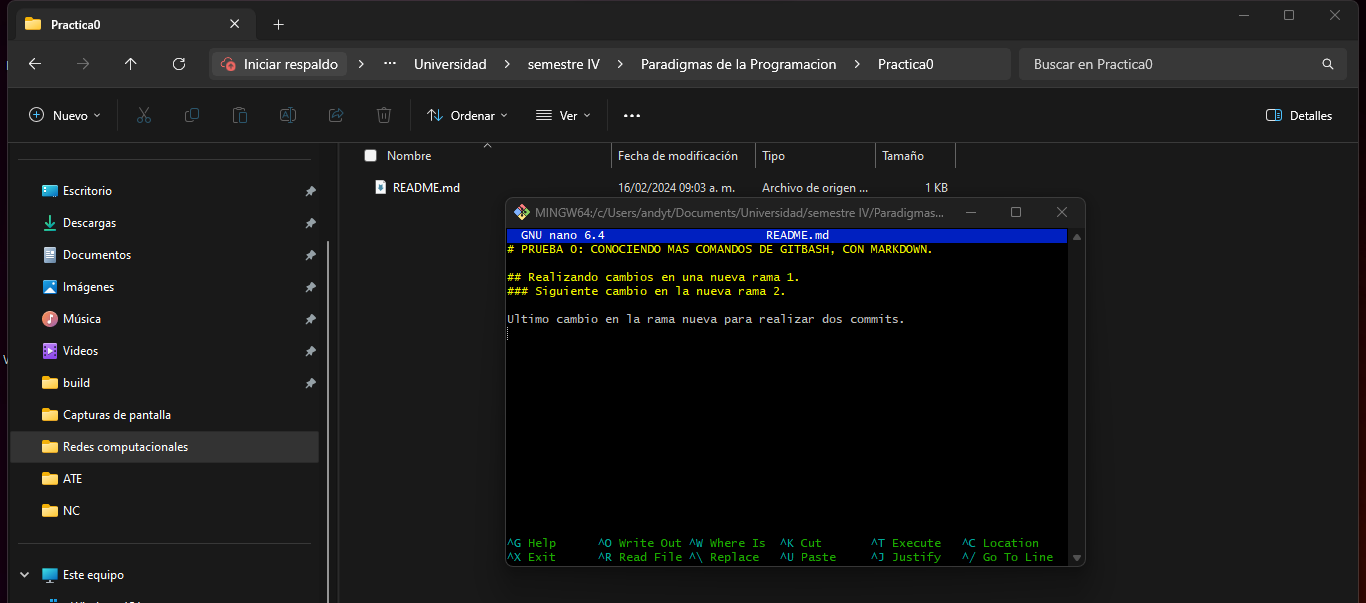 Practica0
Iniciar respaldo > ... Universidad > semestre IV > Paradigmas de la Programacion > Practica0
Buscar en Practica0
Nuevo
Ordenar
Ver
Detalles
Nombre
Fecha de modificación
Tipo
Tamaño
README.md
16/02/2024 09:03 a. m.
Archivo de origen ...
1 KB
Escritorio
Descargas
Documentos
Imágenes
Música
Videos
build
Capturas de pantalla
Redes computacionales
ATE
NC
Este equipo
MINGW64:/c/Users/andyt/Documents/Universidad/semestre IV/Paradigmas...
GNU nano 6.4 README.md
# PRUEBA 0: CONOCIENDO MAS COMANDOS DE GITBASH, CON MARKDOWN.
## Realizando cambios en una nueva rama 1.
### Siguiente cambio en la nueva rama 2.
Ultimo cambio en la rama nueva para realizar dos commits.
^G Help ^O Write Out ^W Where Is ^K Cut ^T Execute ^C Location
^X Exit ^R Read File ^\ Replace ^U Paste ^J Justify ^/ Go To Line